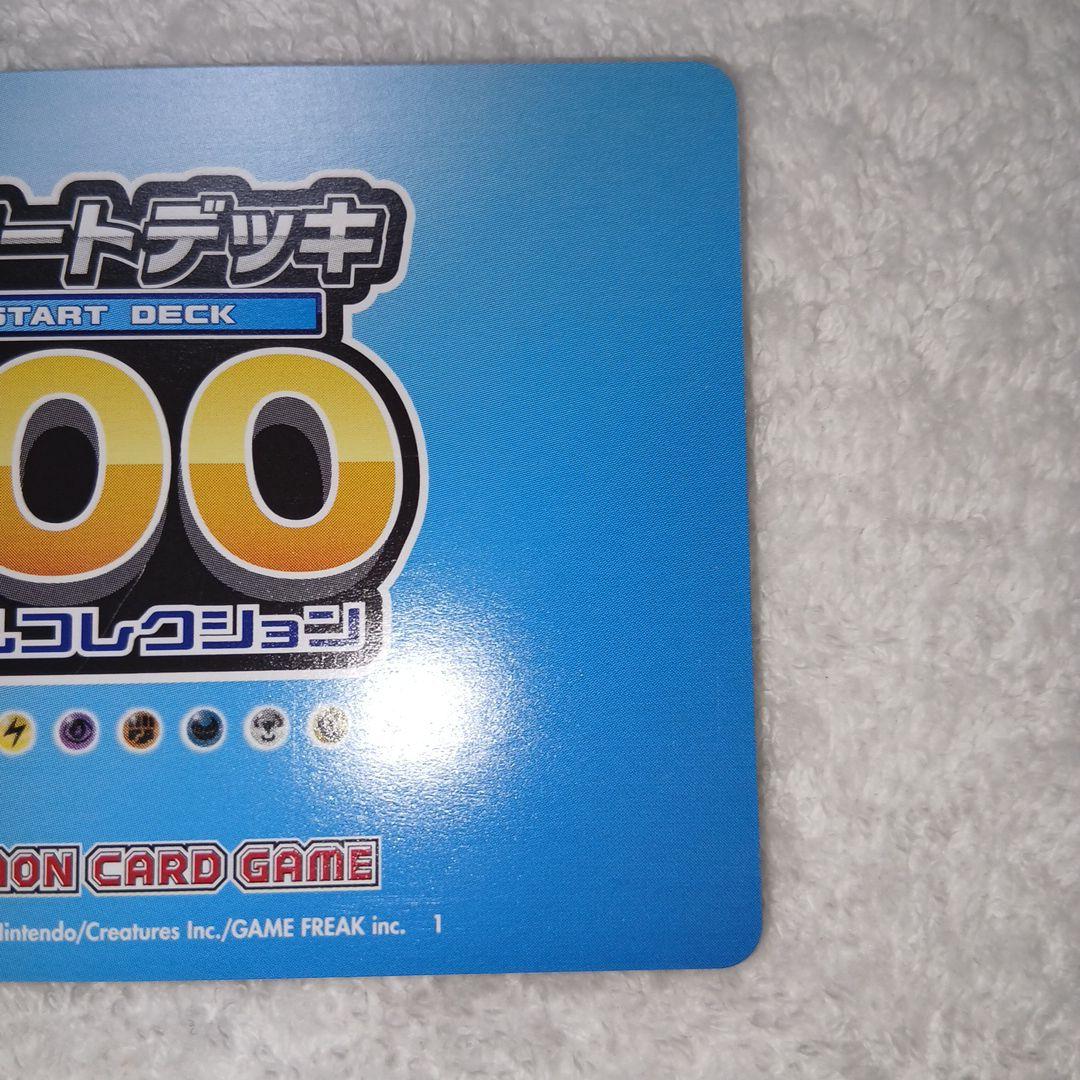 ートデッキ
START DECK
00
コレクション
MON CARD GAME
Nintendo/Creatures Inc./GAME FREAK inc. 1